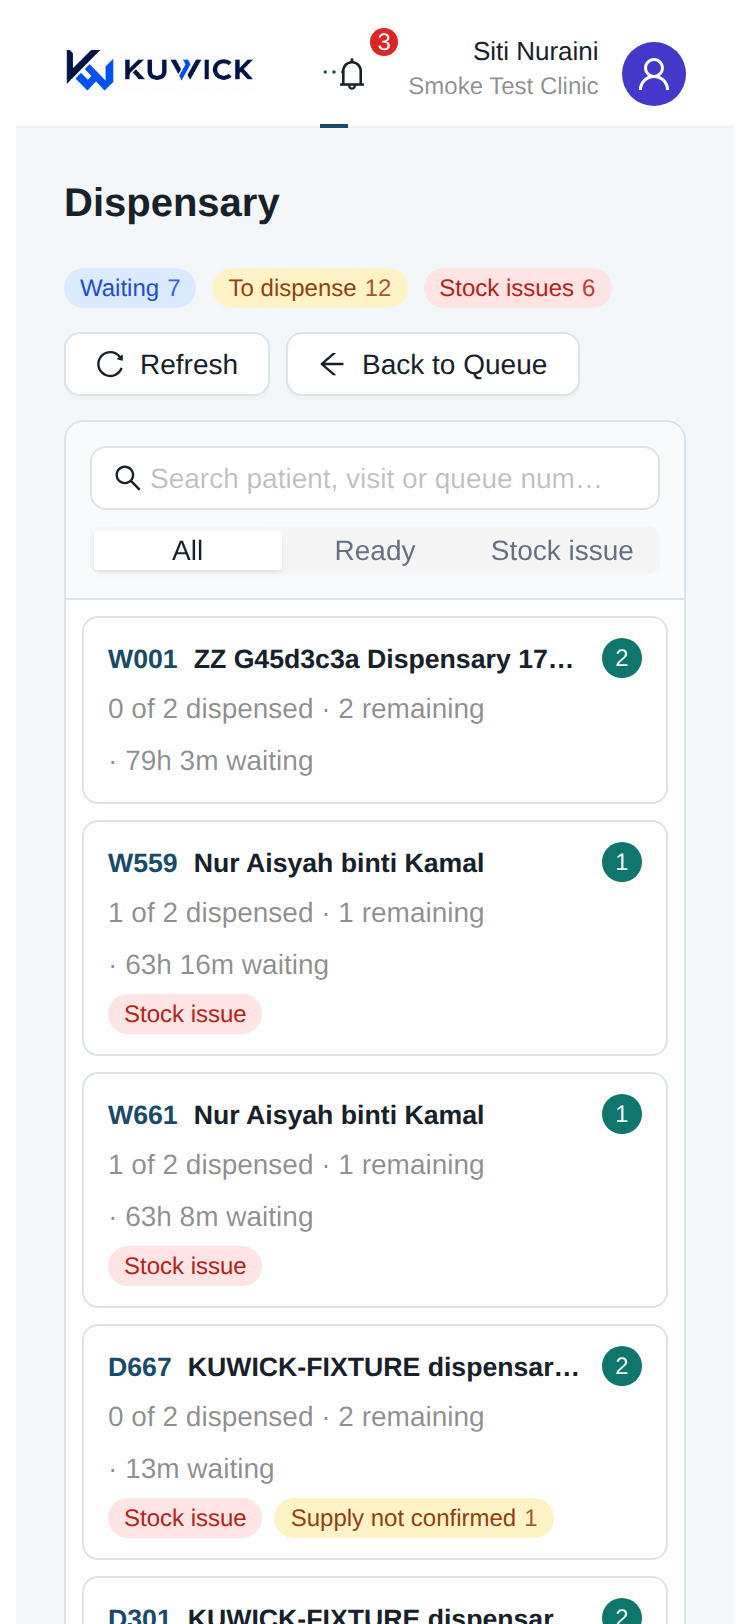 KUWICK
3
Siti Nuraini
Smoke Test Clinic
Dispensary
Waiting 7
To dispense 12
Stock issues 6
Refresh
Back to Queue
Search patient, visit or queue num…
All
Ready
Stock issue
W001 ZZ G45d3c3a Dispensary 17…
2
0 of 2 dispensed · 2 remaining
· 79h 3m waiting
W559 Nur Aisyah binti Kamal
1
1 of 2 dispensed · 1 remaining
· 63h 16m waiting
Stock issue
W661 Nur Aisyah binti Kamal
1
1 of 2 dispensed · 1 remaining
· 63h 8m waiting
Stock issue
D667 KUWICK-FIXTURE dispensar…
2
0 of 2 dispensed · 2 remaining
· 13m waiting
Stock issue
Supply not confirmed 1
D301 KUWICK-FIXTURE dispensar…
2